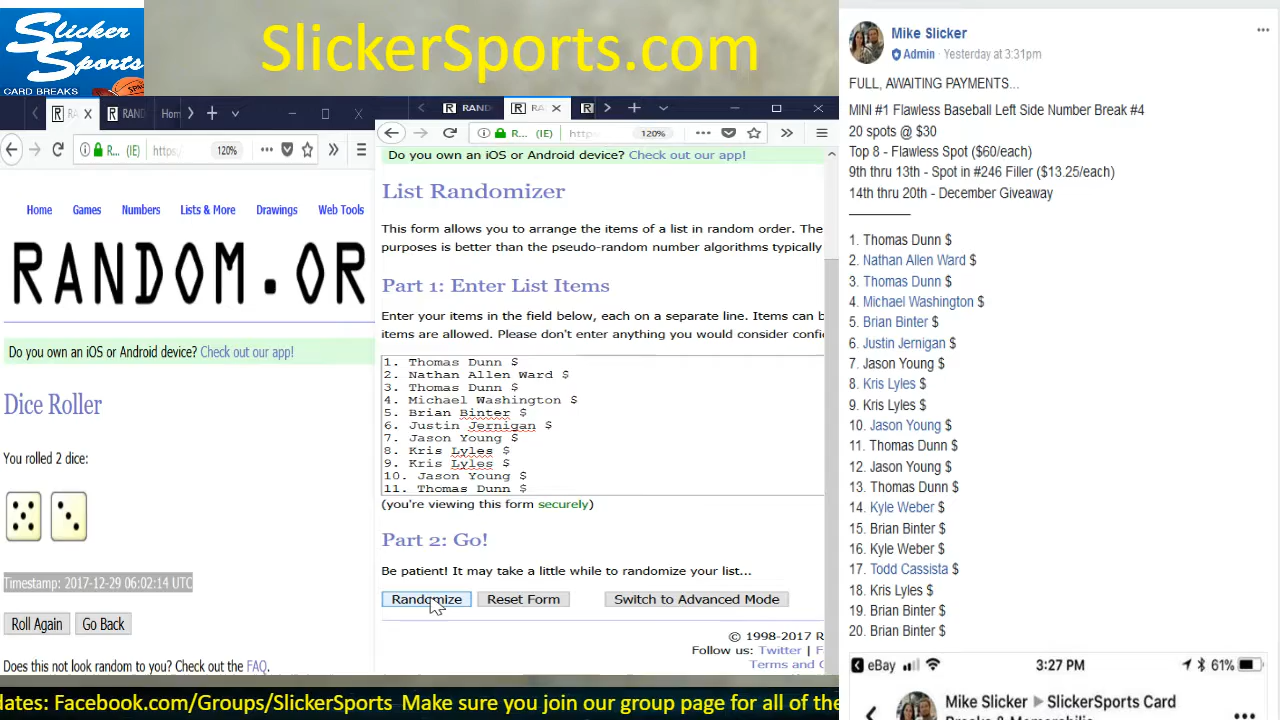 Slicker
Sports
CARD BREAKS
SlickerSports.com
RAND
Hom
120%
R... (IE)
https:
Home Games Numbers Lists & More Drawings Web Tools
RANDOM.OR
Do you own an iOS or Android device? Check out our app!
Dice Roller
You rolled 2 dice:
Timestamp: 2017-12-29 06:02:14 UTC
Roll Again Go Back
Does this not look random to you? Check out the FAQ.
RAND
RA
R... (IE)
https:
120%
Do you own an iOS or Android device? Check out our app!
List Randomizer
This form allows you to arrange the items of a list in random order. The
purposes is better than the pseudo-random number algorithms typically
Part 1: Enter List Items
Enter your items in the field below, each on a separate line. Items can b
items are allowed. Please don't enter anything you would consider confi
1. Thomas Dunn $
2. Nathan Allen Ward $
3. Thomas Dunn $
4. Michael Washington $
5. Brian Binter $
6. Justin Jernigan $
7. Jason Young $
8. Kris Lyles $
9. Kris Lyles $
10. Jason Young $
11. Thomas Dunn $
(you're viewing this form securely)
Part 2: Go!
Be patient! It may take a little while to randomize your list...
Randomize Reset Form Switch to Advanced Mode
© 1998-2017 R
Follow us: Twitter | F
Terms and C
Mike Slicker
Admin · Yesterday at 3:31pm
FULL, AWAITING PAYMENTS...
MINI #1 Flawless Baseball Left Side Number Break #4
20 spots @ $30
Top 8 - Flawless Spot ($60/each)
9th thru 13th - Spot in #246 Filler ($13.25/each)
14th thru 20th - December Giveaway
1. Thomas Dunn $
2. Nathan Allen Ward $
3. Thomas Dunn $
4. Michael Washington $
5. Brian Binter $
6. Justin Jernigan $
7. Jason Young $
8. Kris Lyles $
9. Kris Lyles $
10. Jason Young $
11. Thomas Dunn $
12. Jason Young $
13. Thomas Dunn $
14. Kyle Weber $
15. Brian Binter $
16. Kyle Weber $
17. Todd Cassista $
18. Kris Lyles $
19. Brian Binter $
20. Brian Binter $
eBay 3:27 PM 61%
Mike Slicker ▸ SlickerSports Card
Breaks & Memorabilia
dates: Facebook.com/Groups/SlickerSports Make sure you join our group page for all of the